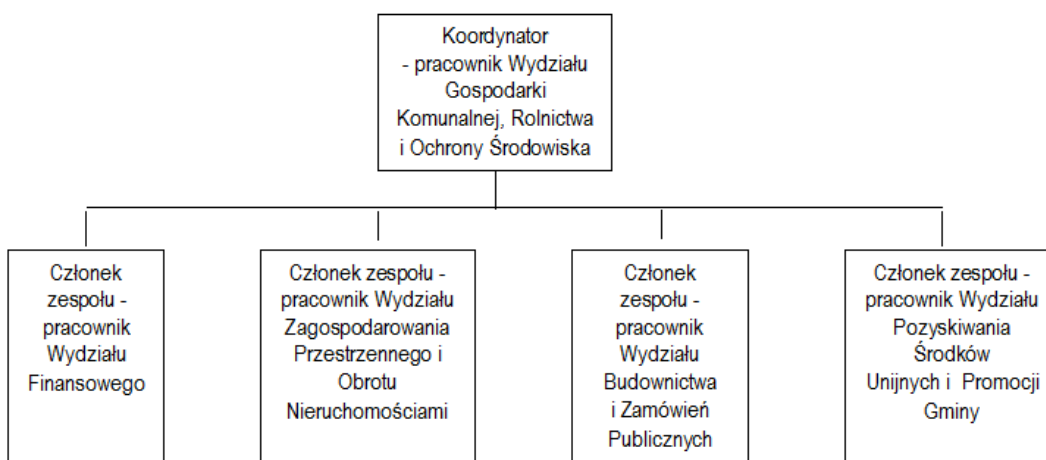 Koordynator
- pracownik Wydziału
Gospodarki
Komunalnej, Rolnictwa
i Ochrony Środowiska
Członek
zespołu -
pracownik
Wydziału
Finansowego
Członek zespołu -
pracownik Wydziału
Zagospodarowania
Przestrzennego i
Obrotu
Nieruchomościami
Członek
zespołu -
pracownik
Wydziału
Budownictwa
i Zamówień
Publicznych
Członek zespołu -
pracownik Wydziału
Pozyskiwania
Środków
Unijnych i Promocji
Gminy